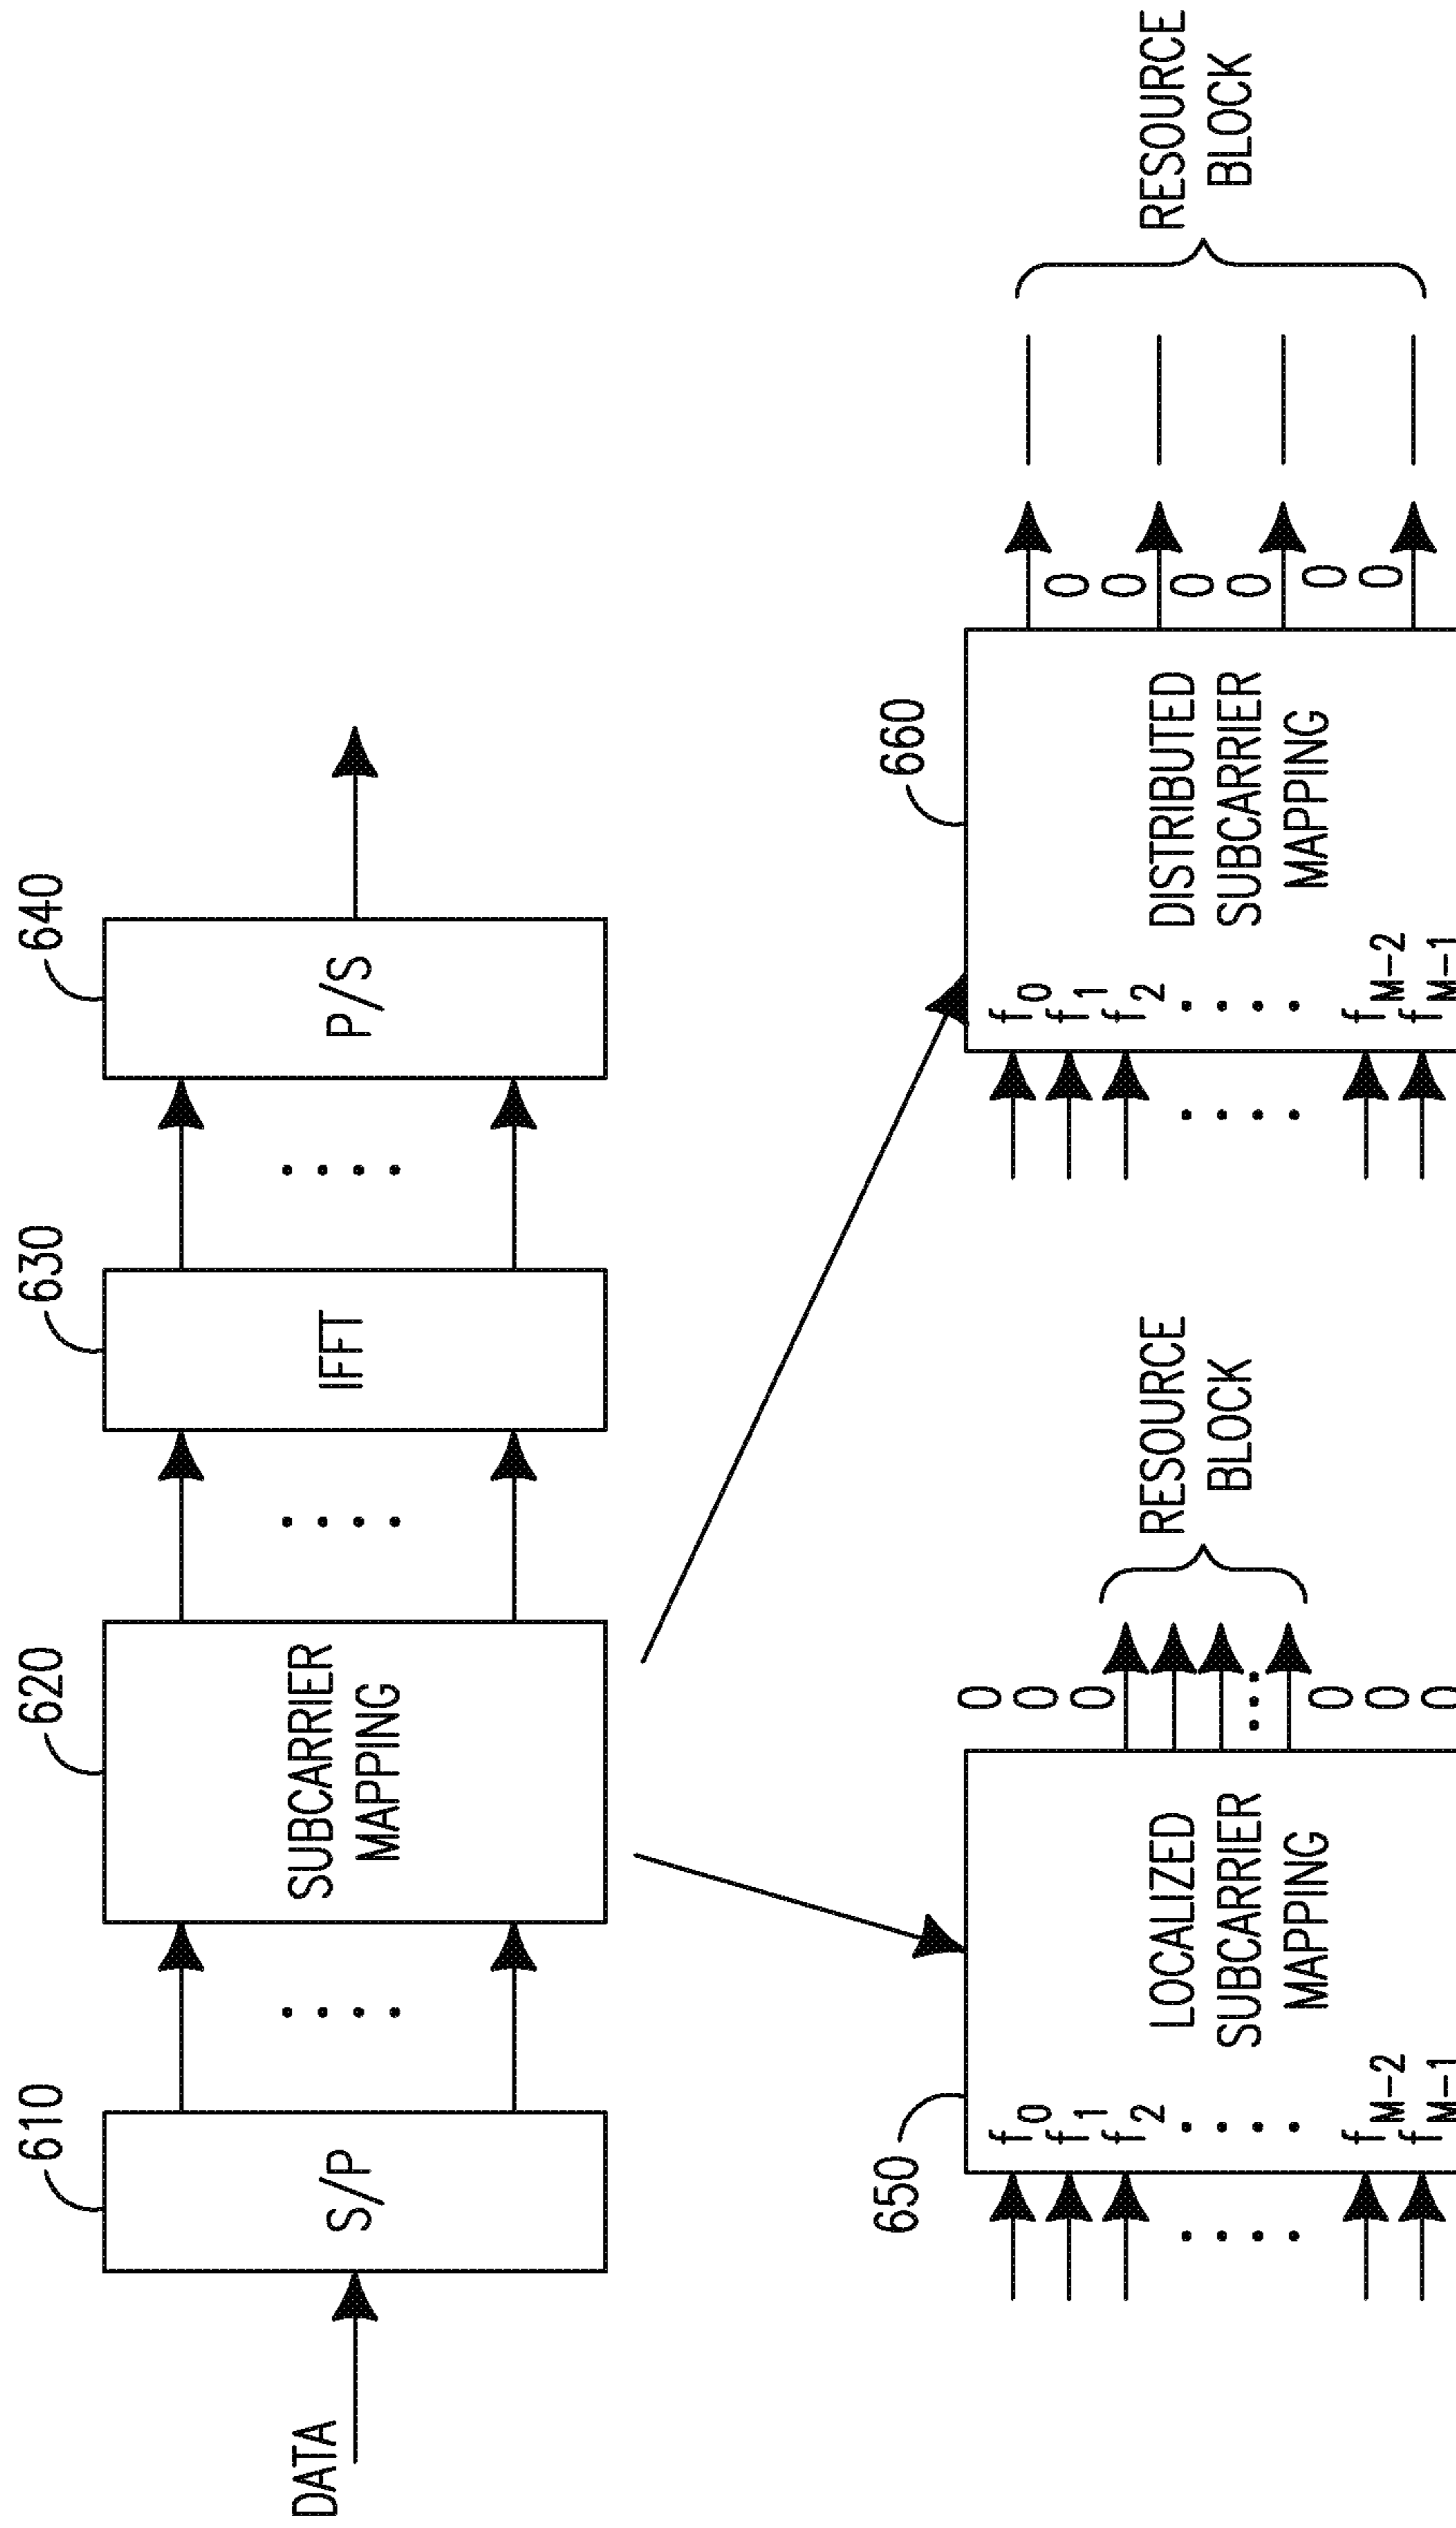 610
620
630
640
DATA
S/P
SUBCARRIER
MAPPING
IFFT
P/S
. . . .
. . . .
. . . .
650
660
f0
f1
f2
. . . .
fM-2
fM-1
. . . .
LOCALIZED
SUBCARRIER
MAPPING
0
0
0
...
0
0
0
RESOURCE
BLOCK
f0
f1
f2
. . . .
fM-2
fM-1
. . . .
DISTRIBUTED
SUBCARRIER
MAPPING
0
0
0
0
0
0
RESOURCE
BLOCK